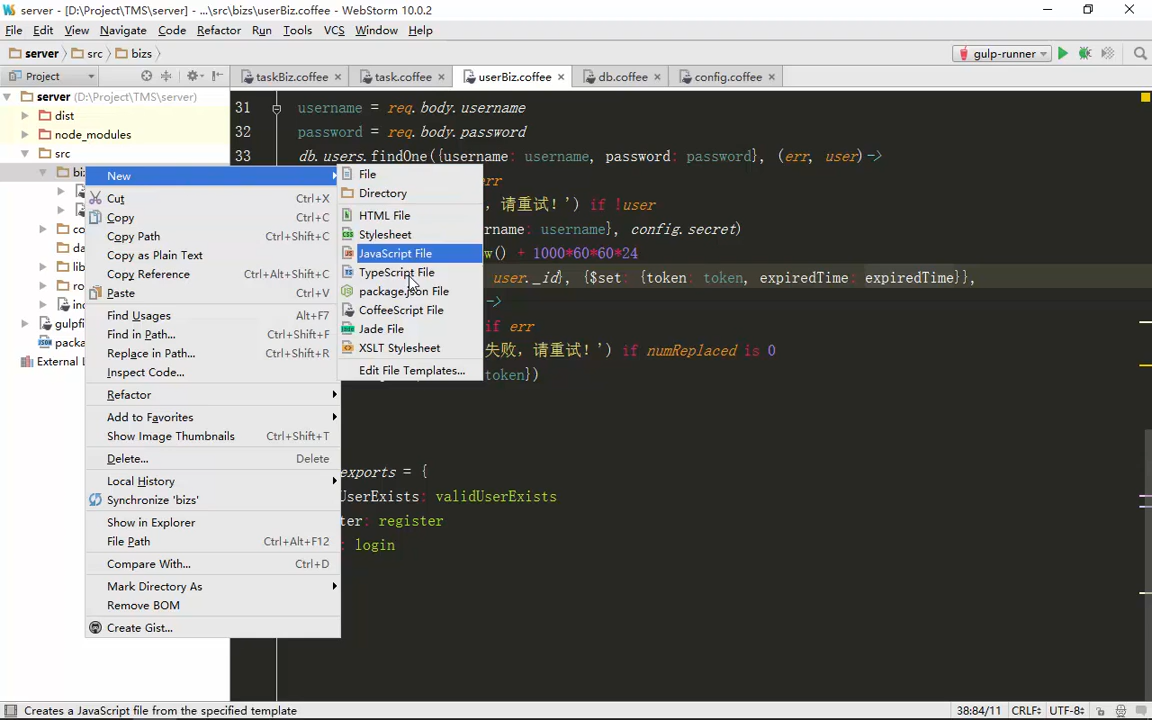 server - [D:\Project\TMS\server] - ...\src\bizs\userBiz.coffee - WebStorm 10.0.2
File Edit View Navigate Code Refactor Run Tools VCS Window Help
server src bizs gulp-runner
Project taskBiz.coffee task.coffee userBiz.coffee db.coffee config.coffee
server (D:\Project\TMS\server)
dist
node_modules
src
biz
co
da
lib
ro
inc
gulpfi
packa
External L
New
Cut Ctrl+X
Copy Ctrl+C
Copy Path Ctrl+Shift+C
Copy as Plain Text
Copy Reference Ctrl+Alt+Shift+C
Paste Ctrl+V
Find Usages Alt+F7
Find in Path... Ctrl+Shift+F
Replace in Path... Ctrl+Shift+R
Inspect Code...
Refactor
Add to Favorites
Show Image Thumbnails Ctrl+Shift+T
Delete... Delete
Local History
Synchronize 'bizs'
Show in Explorer
File Path Ctrl+Alt+F12
Compare With... Ctrl+D
Mark Directory As
Remove BOM
Create Gist...
File
Directory
HTML File
Stylesheet
JavaScript File
TypeScript File
package.json File
CoffeeScript File
Jade File
XSLT Stylesheet
Edit File Templates...
31 username = req.body.username
32 password = req.body.password
33 db.users.findOne({username: username, password: password}, (err, user)->
rr
, 请重试！') if !user
name: username}, config.secret)
w() + 1000*60*60*24
user._id}, {$set: {token: token, expiredTime: expiredTime}},
>
if err
失败, 请重试！') if numReplaced is 0
token})
exports = {
UserExists: validUserExists
ter: register
: login
Creates a JavaScript file from the specified template 38:84/11 CRLF UTF-8